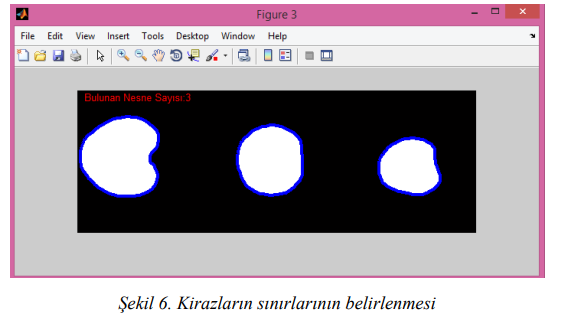 Figure 3
File Edit View Insert Tools Desktop Window Help
Bulunan Nesne Sayısı:3
Şekil 6. Kirazların sınırlarının belirlenmesi